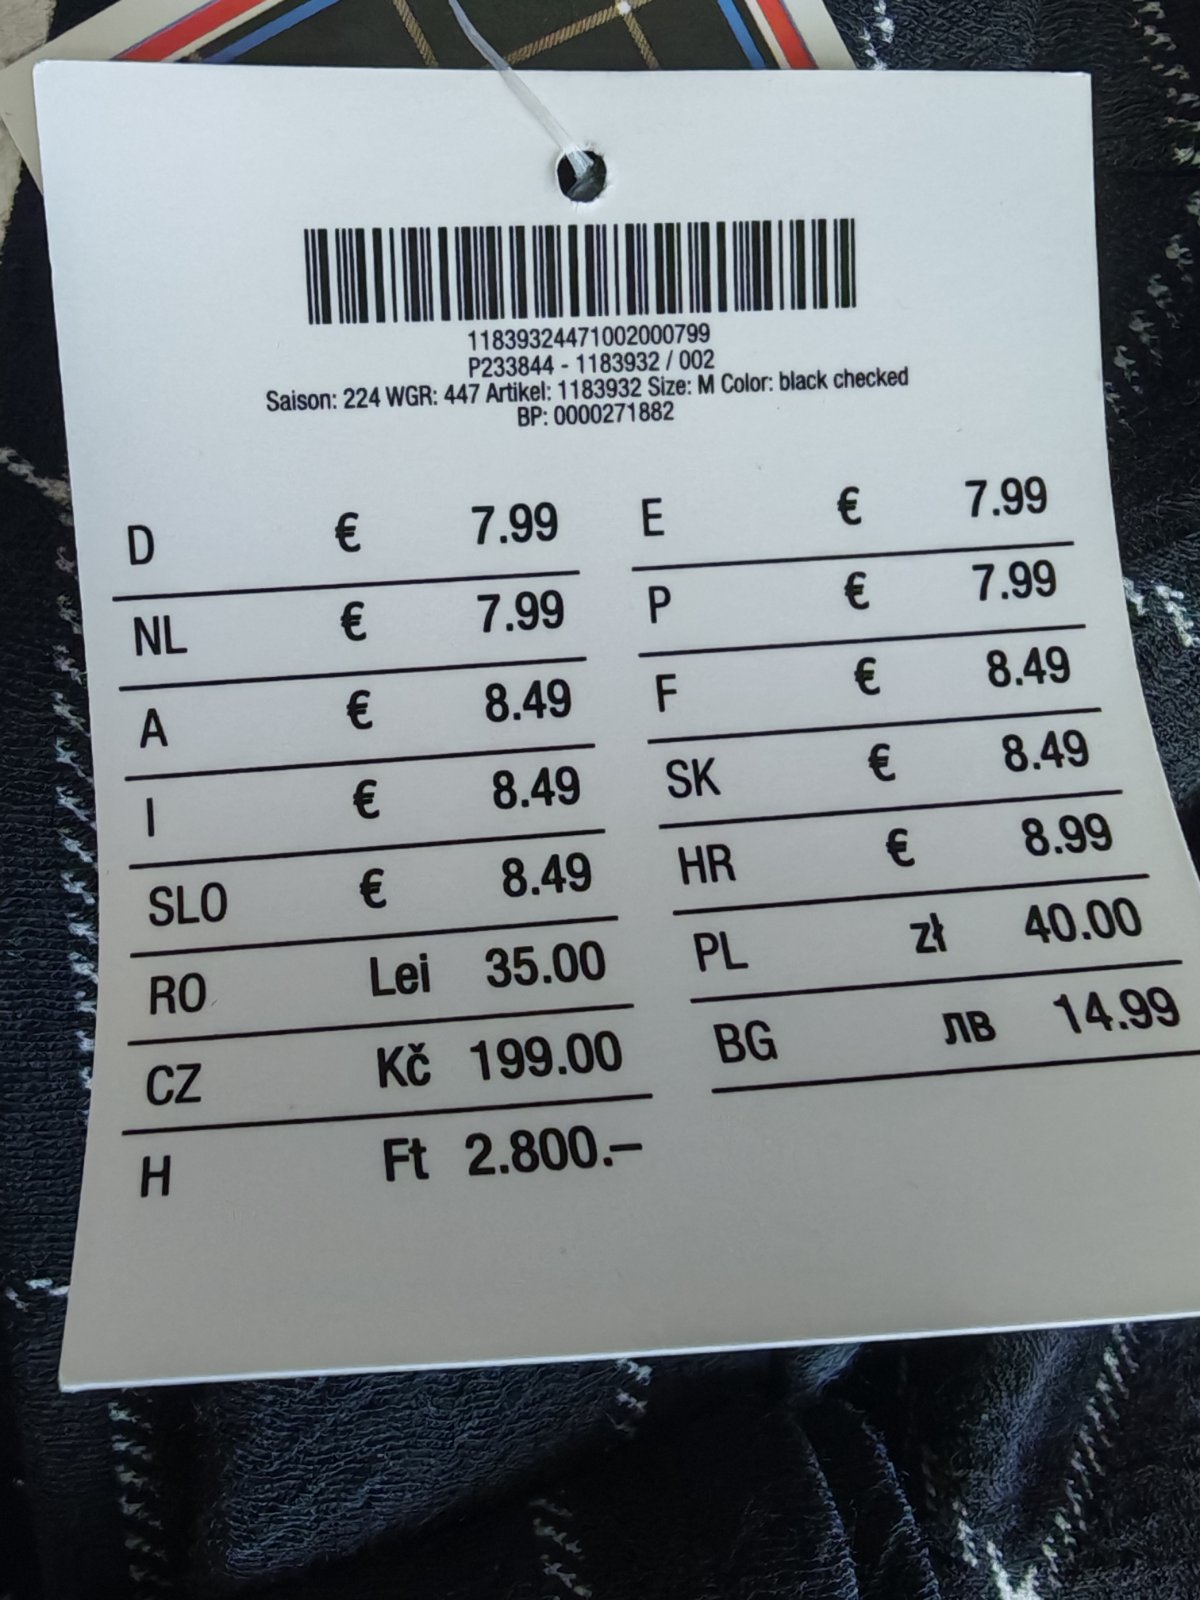 11839324471002000799
P233844 - 1183932 / 002
Saison: 224 WGR: 447 Artikel: 1183932 Size: M Color: black checked
BP: 0000271882
D € 7.99
NL € 7.99
A € 8.49
I € 8.49
SLO € 8.49
RO Lei 35.00
CZ Kč 199.00
H Ft 2.800.–
E € 7.99
P € 7.99
F € 8.49
SK € 8.49
HR € 8.99
PL zł 40.00
BG лв 14.99